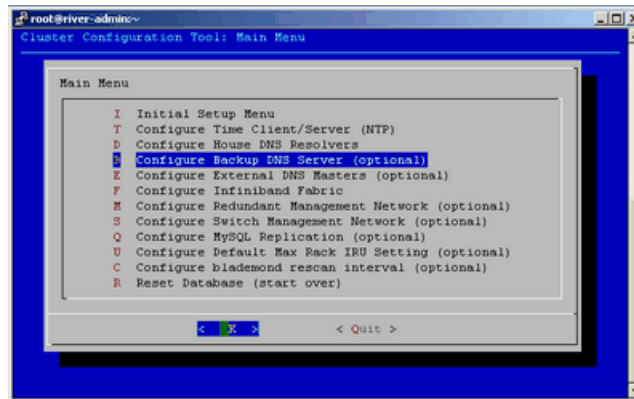 root@river-admin:~
Cluster Configuration Tool: Main Menu
Main Menu
I Initial Setup Menu
T Configure Time Client/Server (NTP)
D Configure House DNS Resolvers
B Configure Backup DNS Server (optional)
E Configure External DNS Masters (optional)
F Configure Infiniband Fabric
M Configure Redundant Management Network (optional)
S Configure Switch Management Network (optional)
Q Configure MySQL Replication (optional)
U Configure Default Max Rack IRU Setting (optional)
C Configure blademond rescan interval (optional)
R Reset Database (start over)
< K > < Quit >